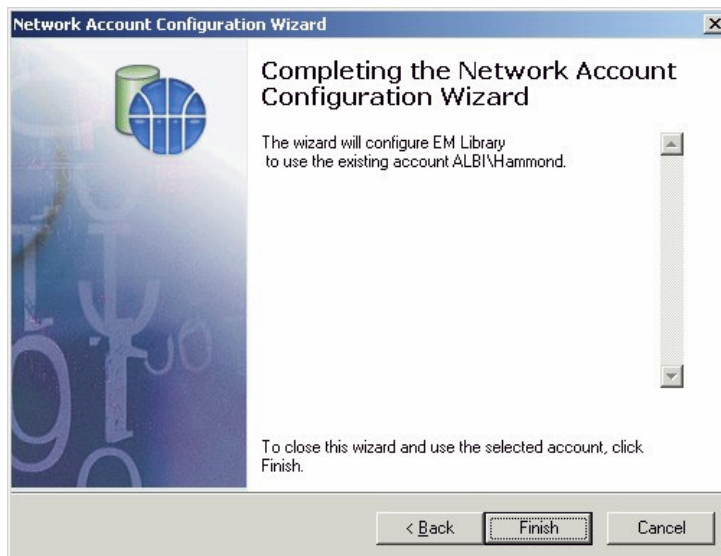 Network Account Configuration Wizard
Completing the Network Account
Configuration Wizard
The wizard will configure EM Library
to use the existing account ALBI\Hammond.
To close this wizard and use the selected account, click
Finish.
< Back
Finish
Cancel